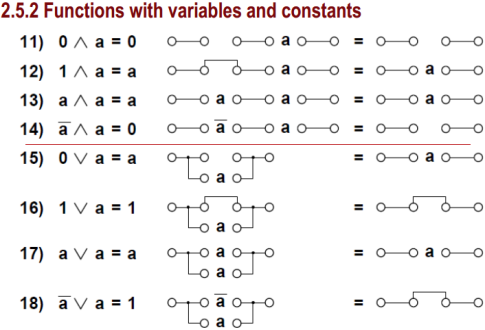 2.5.2 Functions with variables and constants
11) 0 ∧ a = 0 a =
12) 1 ∧ a = a a = a
13) a ∧ a = a a a = a
14) a̅ ∧ a = 0 a̅ a =
15) 0 ∨ a = a = a
a
16) 1 ∨ a = 1 =
a
17) a ∨ a = a a = a
a
18) a̅ ∨ a = 1 a̅ =
a